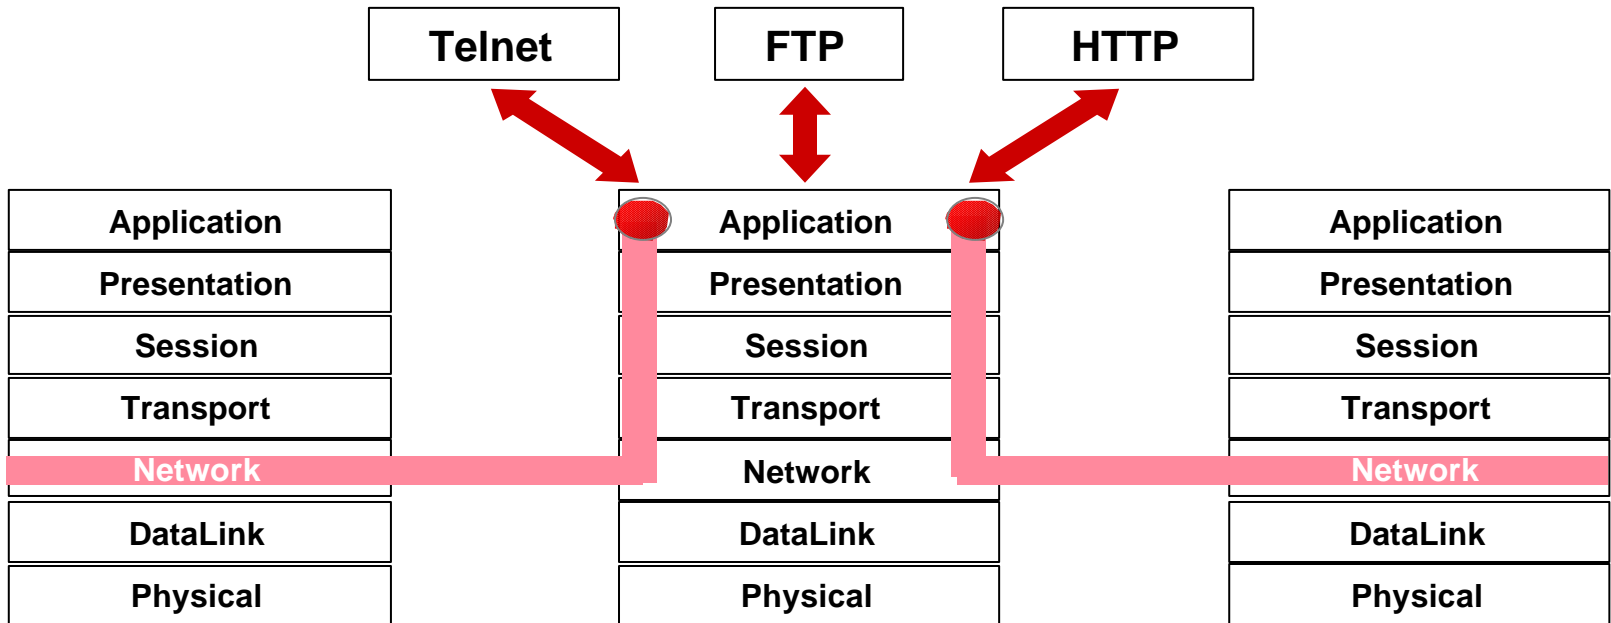 Telnet FTP HTTP
Application Application Application
Presentation Presentation Presentation
Session Session Session
Transport Transport Transport
Network Network Network
DataLink DataLink DataLink
Physical Physical Physical